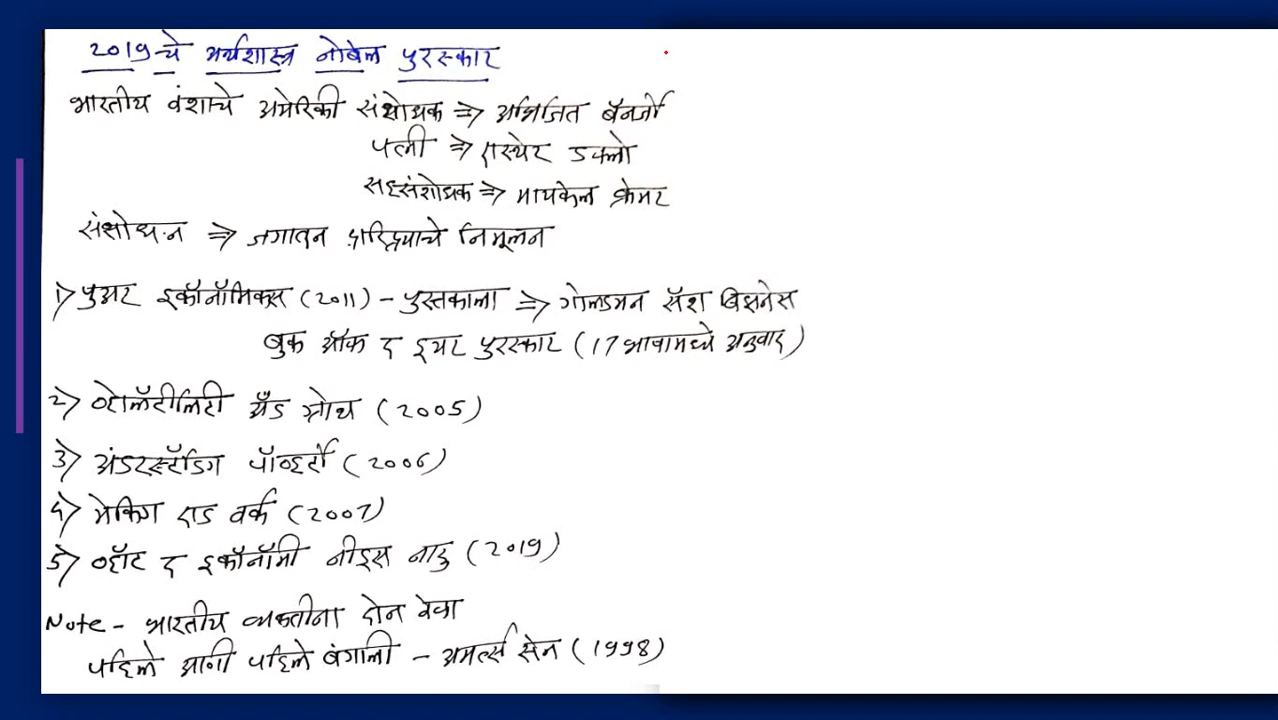 2019 चे अर्थशास्त्र नोबेल पुरस्कार
भारतीय वंशाचे अमेरिकी संशोधक ⇒ अभिजित बॅनर्जी
पत्नी ⇒ एस्थेर डफ्लो
सहसंशोधक ⇒ मायकेल क्रेमर
संशोधन ⇒ जगातून दारिद्र्याचे निमूलन
1) पुअर इकॉनॉमिक्स (2011) - पुस्तकाला ⇒ गोल्डमन सॅश बिझनेस
बुक ऑफ द इयर पुरस्कार (17 भाषामध्ये अनुवाद)
2) व्होलॅटीलिटी अँड ग्रोथ (2005)
3) अंडरस्टँडिंग पॉव्हर्टी (2006)
4) मेकिंग एड वर्क (2007)
5) व्हॉट द इकॉनॉमी नीड्स नाऊ (2019)
Note - भारतीय व्यक्तींना दोन वेळा
पहिले आणी पहिले बंगाली - अमर्त्य सेन (1998)